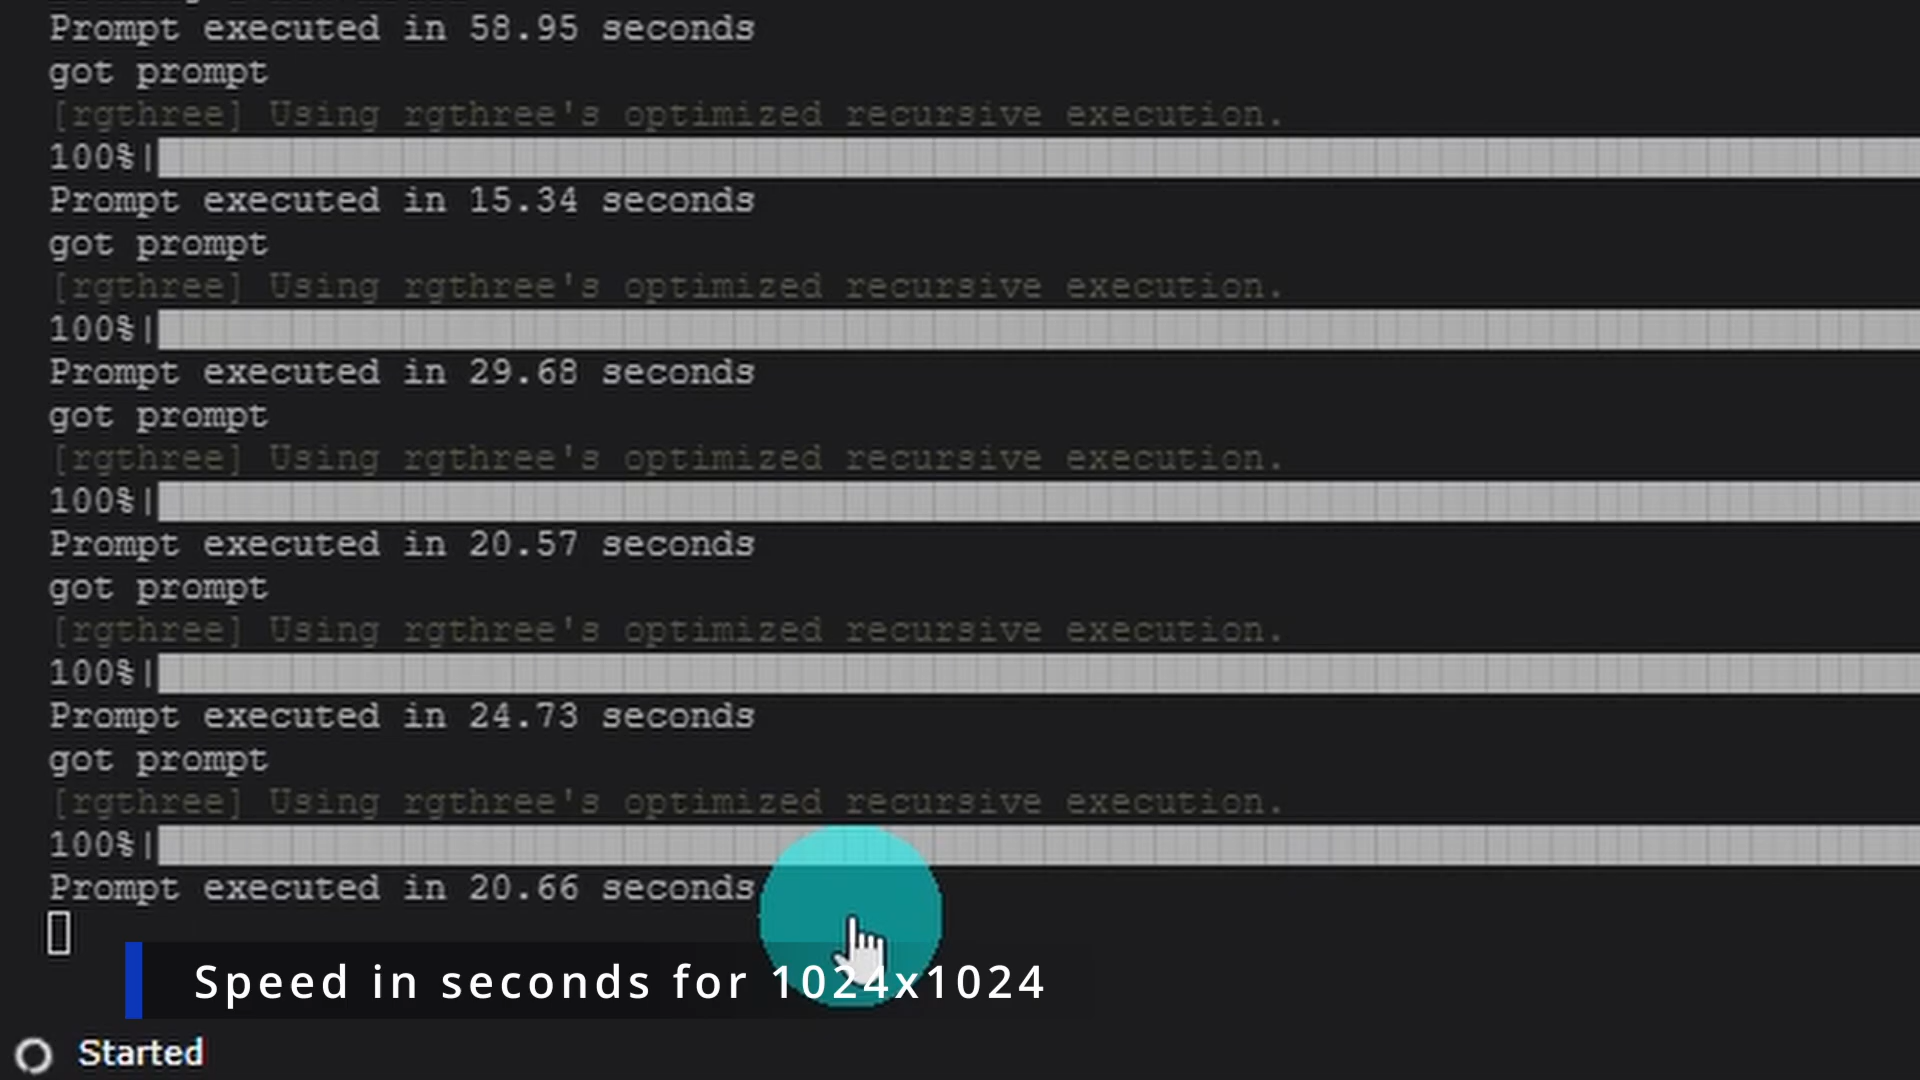 Prompt executed in 58.95 seconds
got prompt
[rgthree] Using rgthree's optimized recursive execution.
100%|
Prompt executed in 15.34 seconds
got prompt
[rgthree] Using rgthree's optimized recursive execution.
100%|
Prompt executed in 29.68 seconds
got prompt
[rgthree] Using rgthree's optimized recursive execution.
100%|
Prompt executed in 20.57 seconds
got prompt
[rgthree] Using rgthree's optimized recursive execution.
100%|
Prompt executed in 24.73 seconds
got prompt
[rgthree] Using rgthree's optimized recursive execution.
100%|
Prompt executed in 20.66 seconds
Speed in seconds for 1024x1024
Started